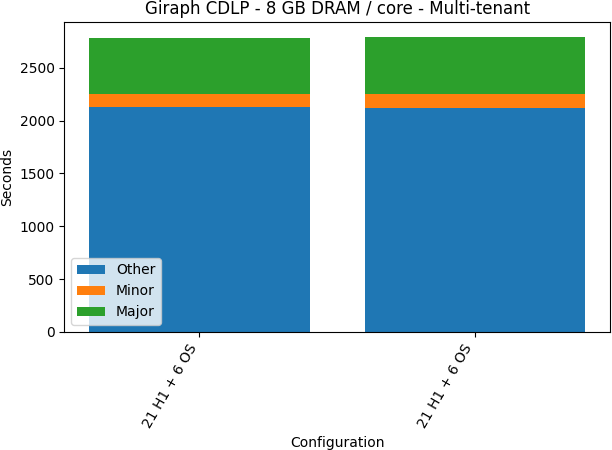 Giraph CDLP - 8 GB DRAM / core - Multi-tenant
Seconds
2500
2000
1500
1000
500
0
Other
Minor
Major
21 H1 + 6 OS
21 H1 + 6 OS
Configuration